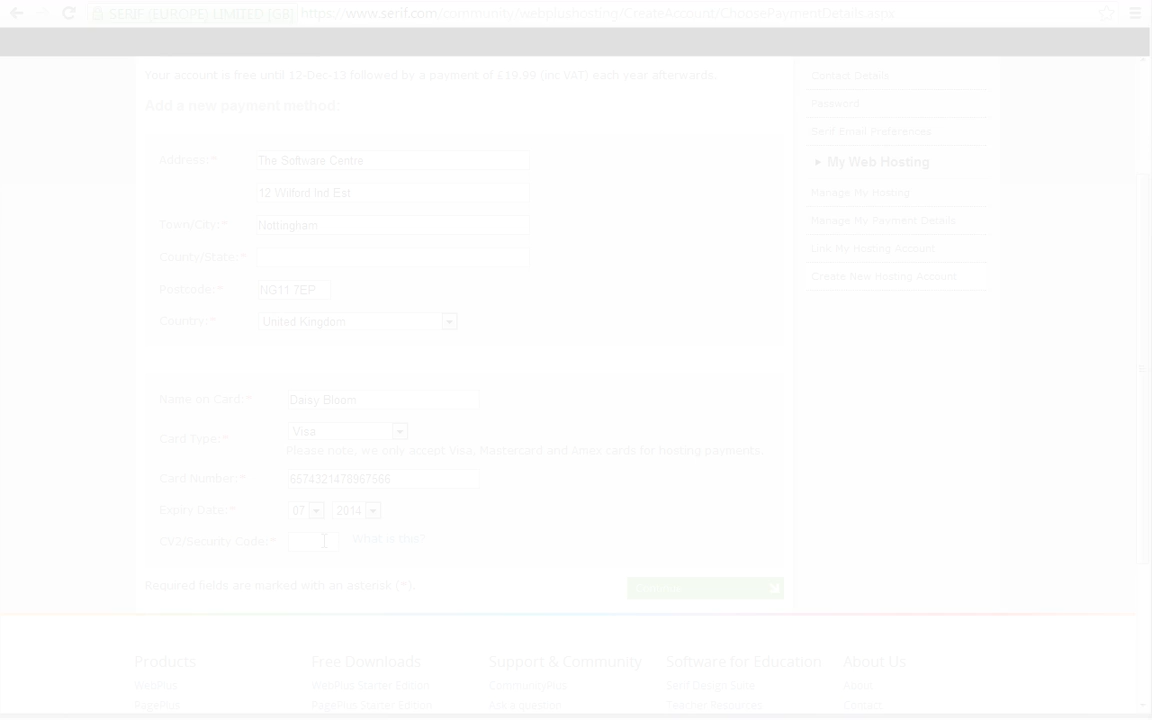 SERIF (EUROPE) LIMITED [GB] https://www.serif.com/community/webplushosting/CreateAccount/ChoosePaymentDetails.aspx
Your account is free until 12-Dec-13 followed by a payment of £19.99 (inc VAT) each year afterwards.
Add a new payment method:
Address:* The Software Centre
12 Wilford Ind Est
Town/City:* Nottingham
County/State:*
Postcode:* NG11 7EP
Country:* United Kingdom
Name on Card:* Daisy Bloom
Card Type:* Visa
Please note, we only accept Visa, Mastercard and Amex cards for hosting payments
Card Number:* 6574321478967566
Expiry Date:* 07 2014
CV2/Security Code:* What is this?
Required fields are marked with an asterisk (*).
Continue
Contact Details
Password
Serif Email Preferences
My Web Hosting
Manage My Hosting
Manage My Payment Details
Link My Hosting Account
Create New Hosting Account
Products Free Downloads Support & Community Software for Education About Us
WebPlus WebPlus Starter Edition CommunityPlus Serif Design Suite About
PagePlus PagePlus Starter Edition Ask a question Teacher Resources Contact